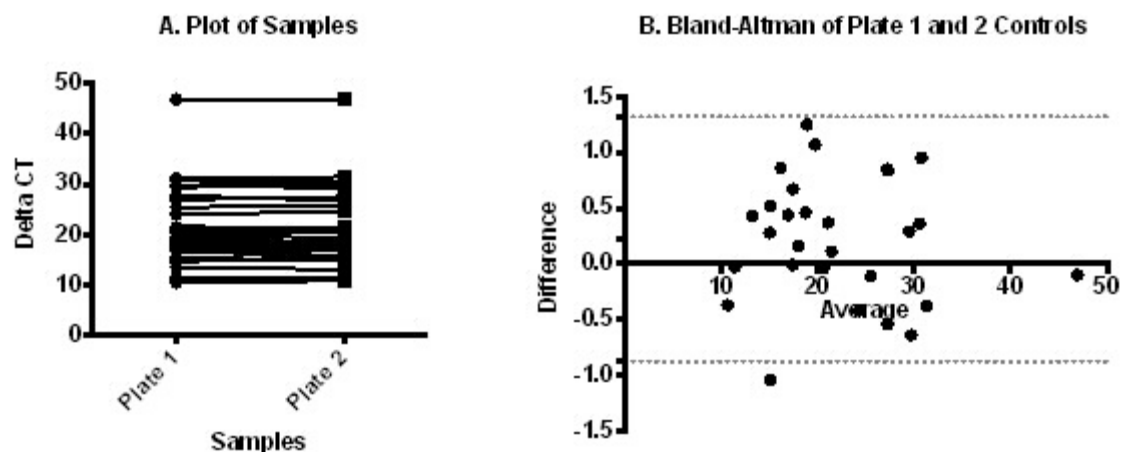 A. Plot of Samples
50
40
30
20
10
0
Delta CT
Plate 1
Plate 2
Samples
B. Bland-Altman of Plate 1 and 2 Controls
1.5
1.0
0.5
0.0
-0.5
-1.0
-1.5
Difference
10 20 30 40 50
Average